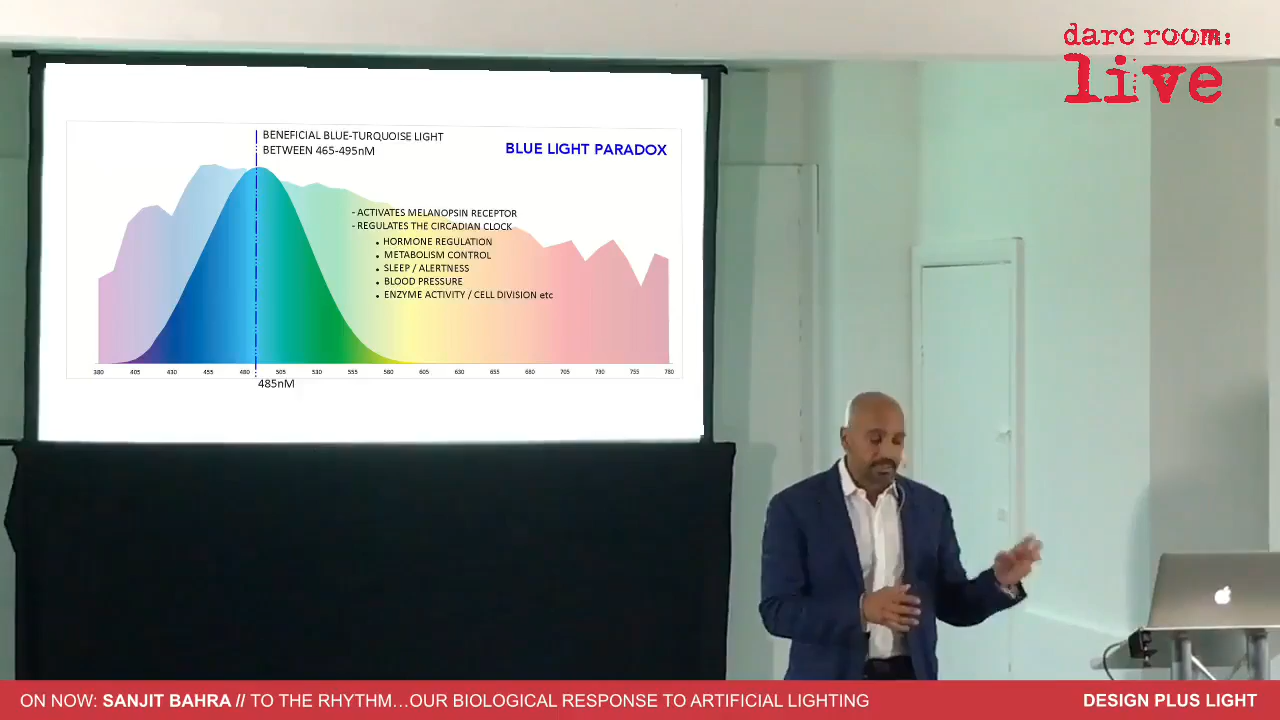 darc room:
live
BENEFICIAL BLUE-TURQUOISE LIGHT
BETWEEN 465-495nM
BLUE LIGHT PARADOX
- ACTIVATES MELANOPSIN RECEPTOR
- REGULATES THE CIRCADIAN CLOCK
• HORMONE REGULATION
• METABOLISM CONTROL
• SLEEP / ALERTNESS
• BLOOD PRESSURE
• ENZYME ACTIVITY / CELL DIVISION etc
380 405 430 455 480 505 530 555 580 605 630 655 680 705 730 755 780
485nM
ON NOW: SANJIT BAHRA // TO THE RHYTHM...OUR BIOLOGICAL RESPONSE TO ARTIFICIAL LIGHTING
DESIGN PLUS LIGHT